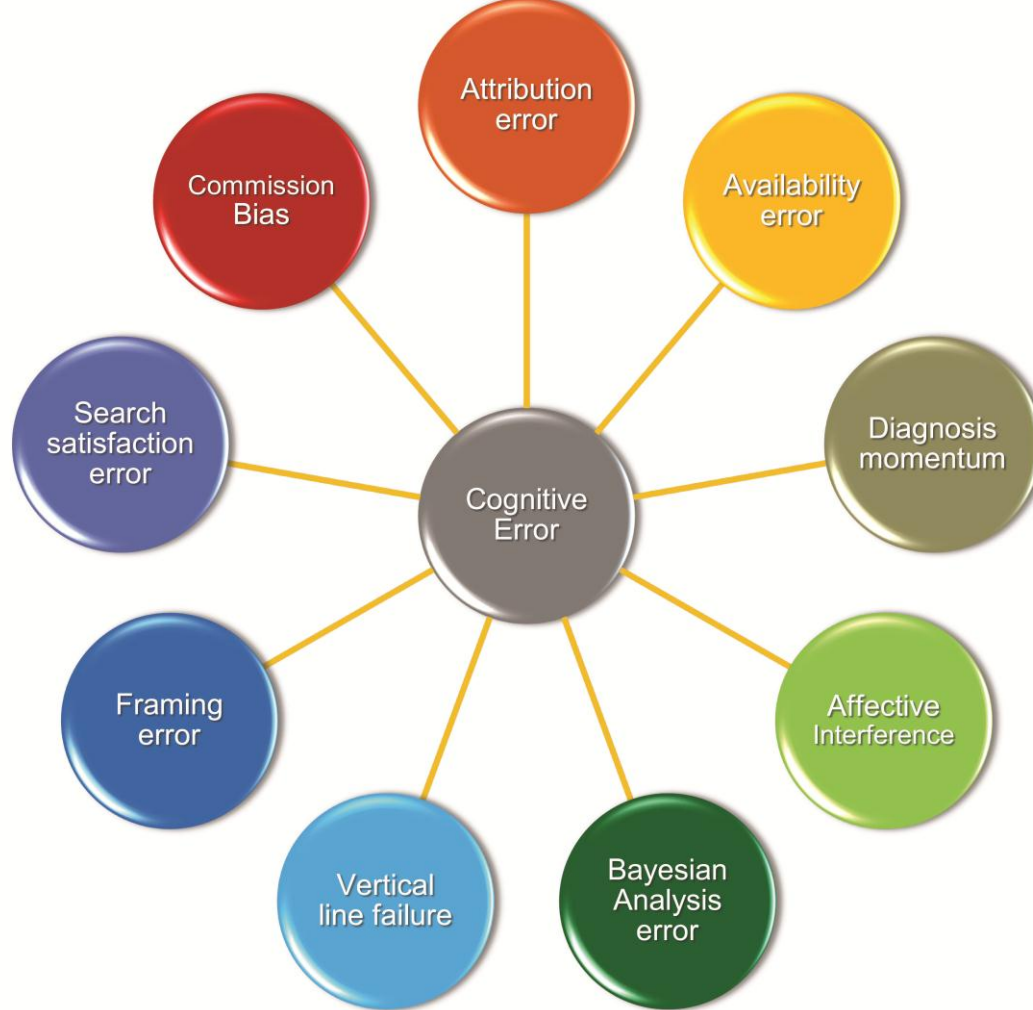 Attribution
error
Availability
error
Diagnosis
momentum
Affective
Interference
Bayesian
Analysis
error
Vertical
line failure
Framing
error
Search
satisfaction
error
Commission
Bias
Cognitive
Error